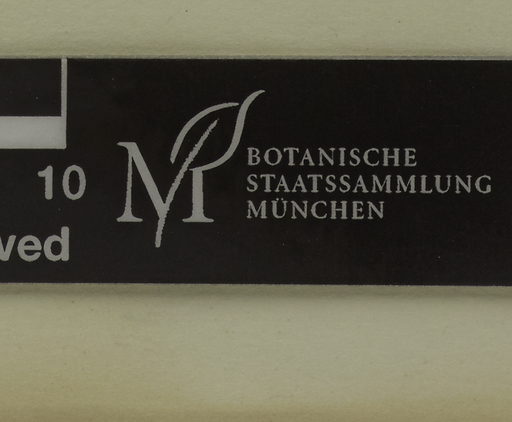 10
BOTANISCHE
STAATSSAMMLUNG
MÜNCHEN
ved